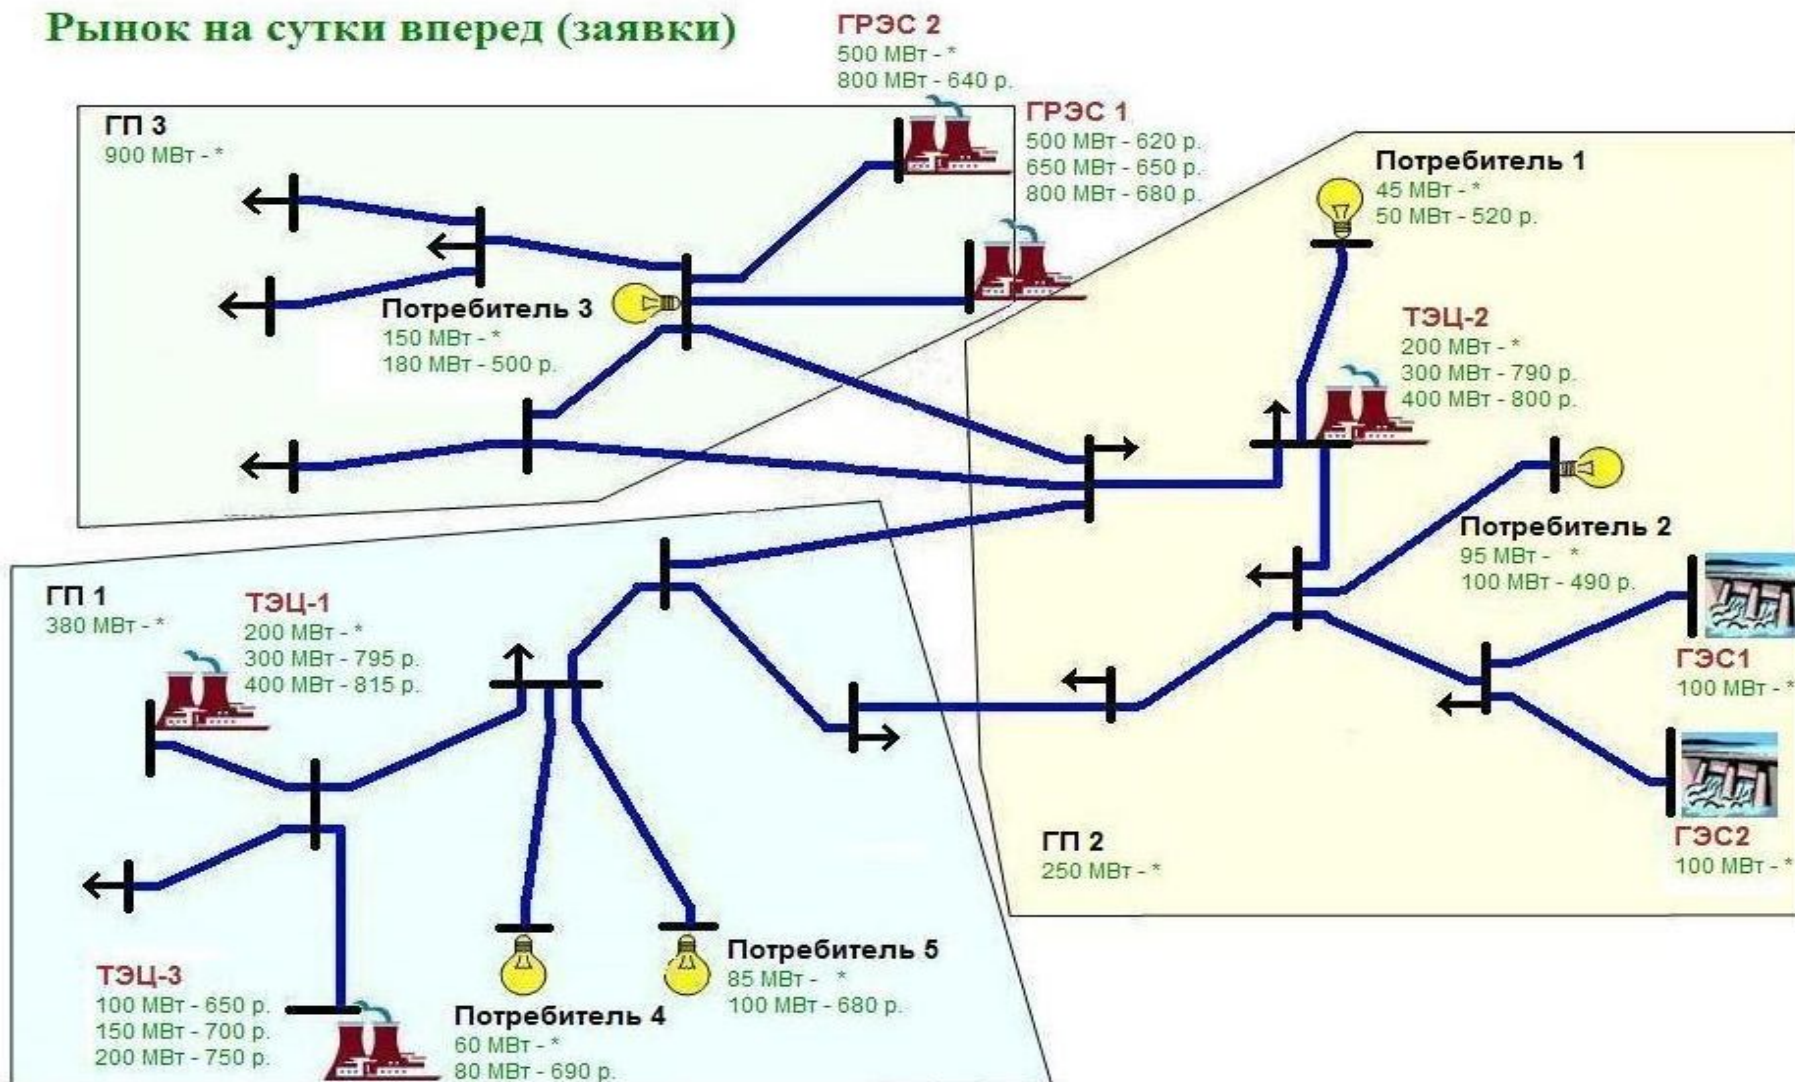 Рынок на сутки вперед (заявки)
ГРЭС 2
500 МВт - *
800 МВт - 640 р.
ГРЭС 1
500 МВт - 620 р.
650 МВт - 650 р.
800 МВт - 680 р.
ГП 3
900 МВт - *
Потребитель 3
150 МВт - *
180 МВт - 500 р.
Потребитель 1
45 МВт - *
50 МВт - 520 р.
ТЭЦ-2
200 МВт - *
300 МВт - 790 р.
400 МВт - 800 р.
Потребитель 2
95 МВт - *
100 МВт - 490 р.
ГЭС1
100 МВт - *
ГЭС2
100 МВт - *
ГП 2
250 МВт - *
ГП 1
380 МВт - *
ТЭЦ-1
200 МВт - *
300 МВт - 795 р.
400 МВт - 815 р.
ТЭЦ-3
100 МВт - 650 р.
150 МВт - 700 р.
200 МВт - 750 р.
Потребитель 4
60 МВт - *
80 МВт - 690 р.
Потребитель 5
85 МВт - *
100 МВт - 680 р.